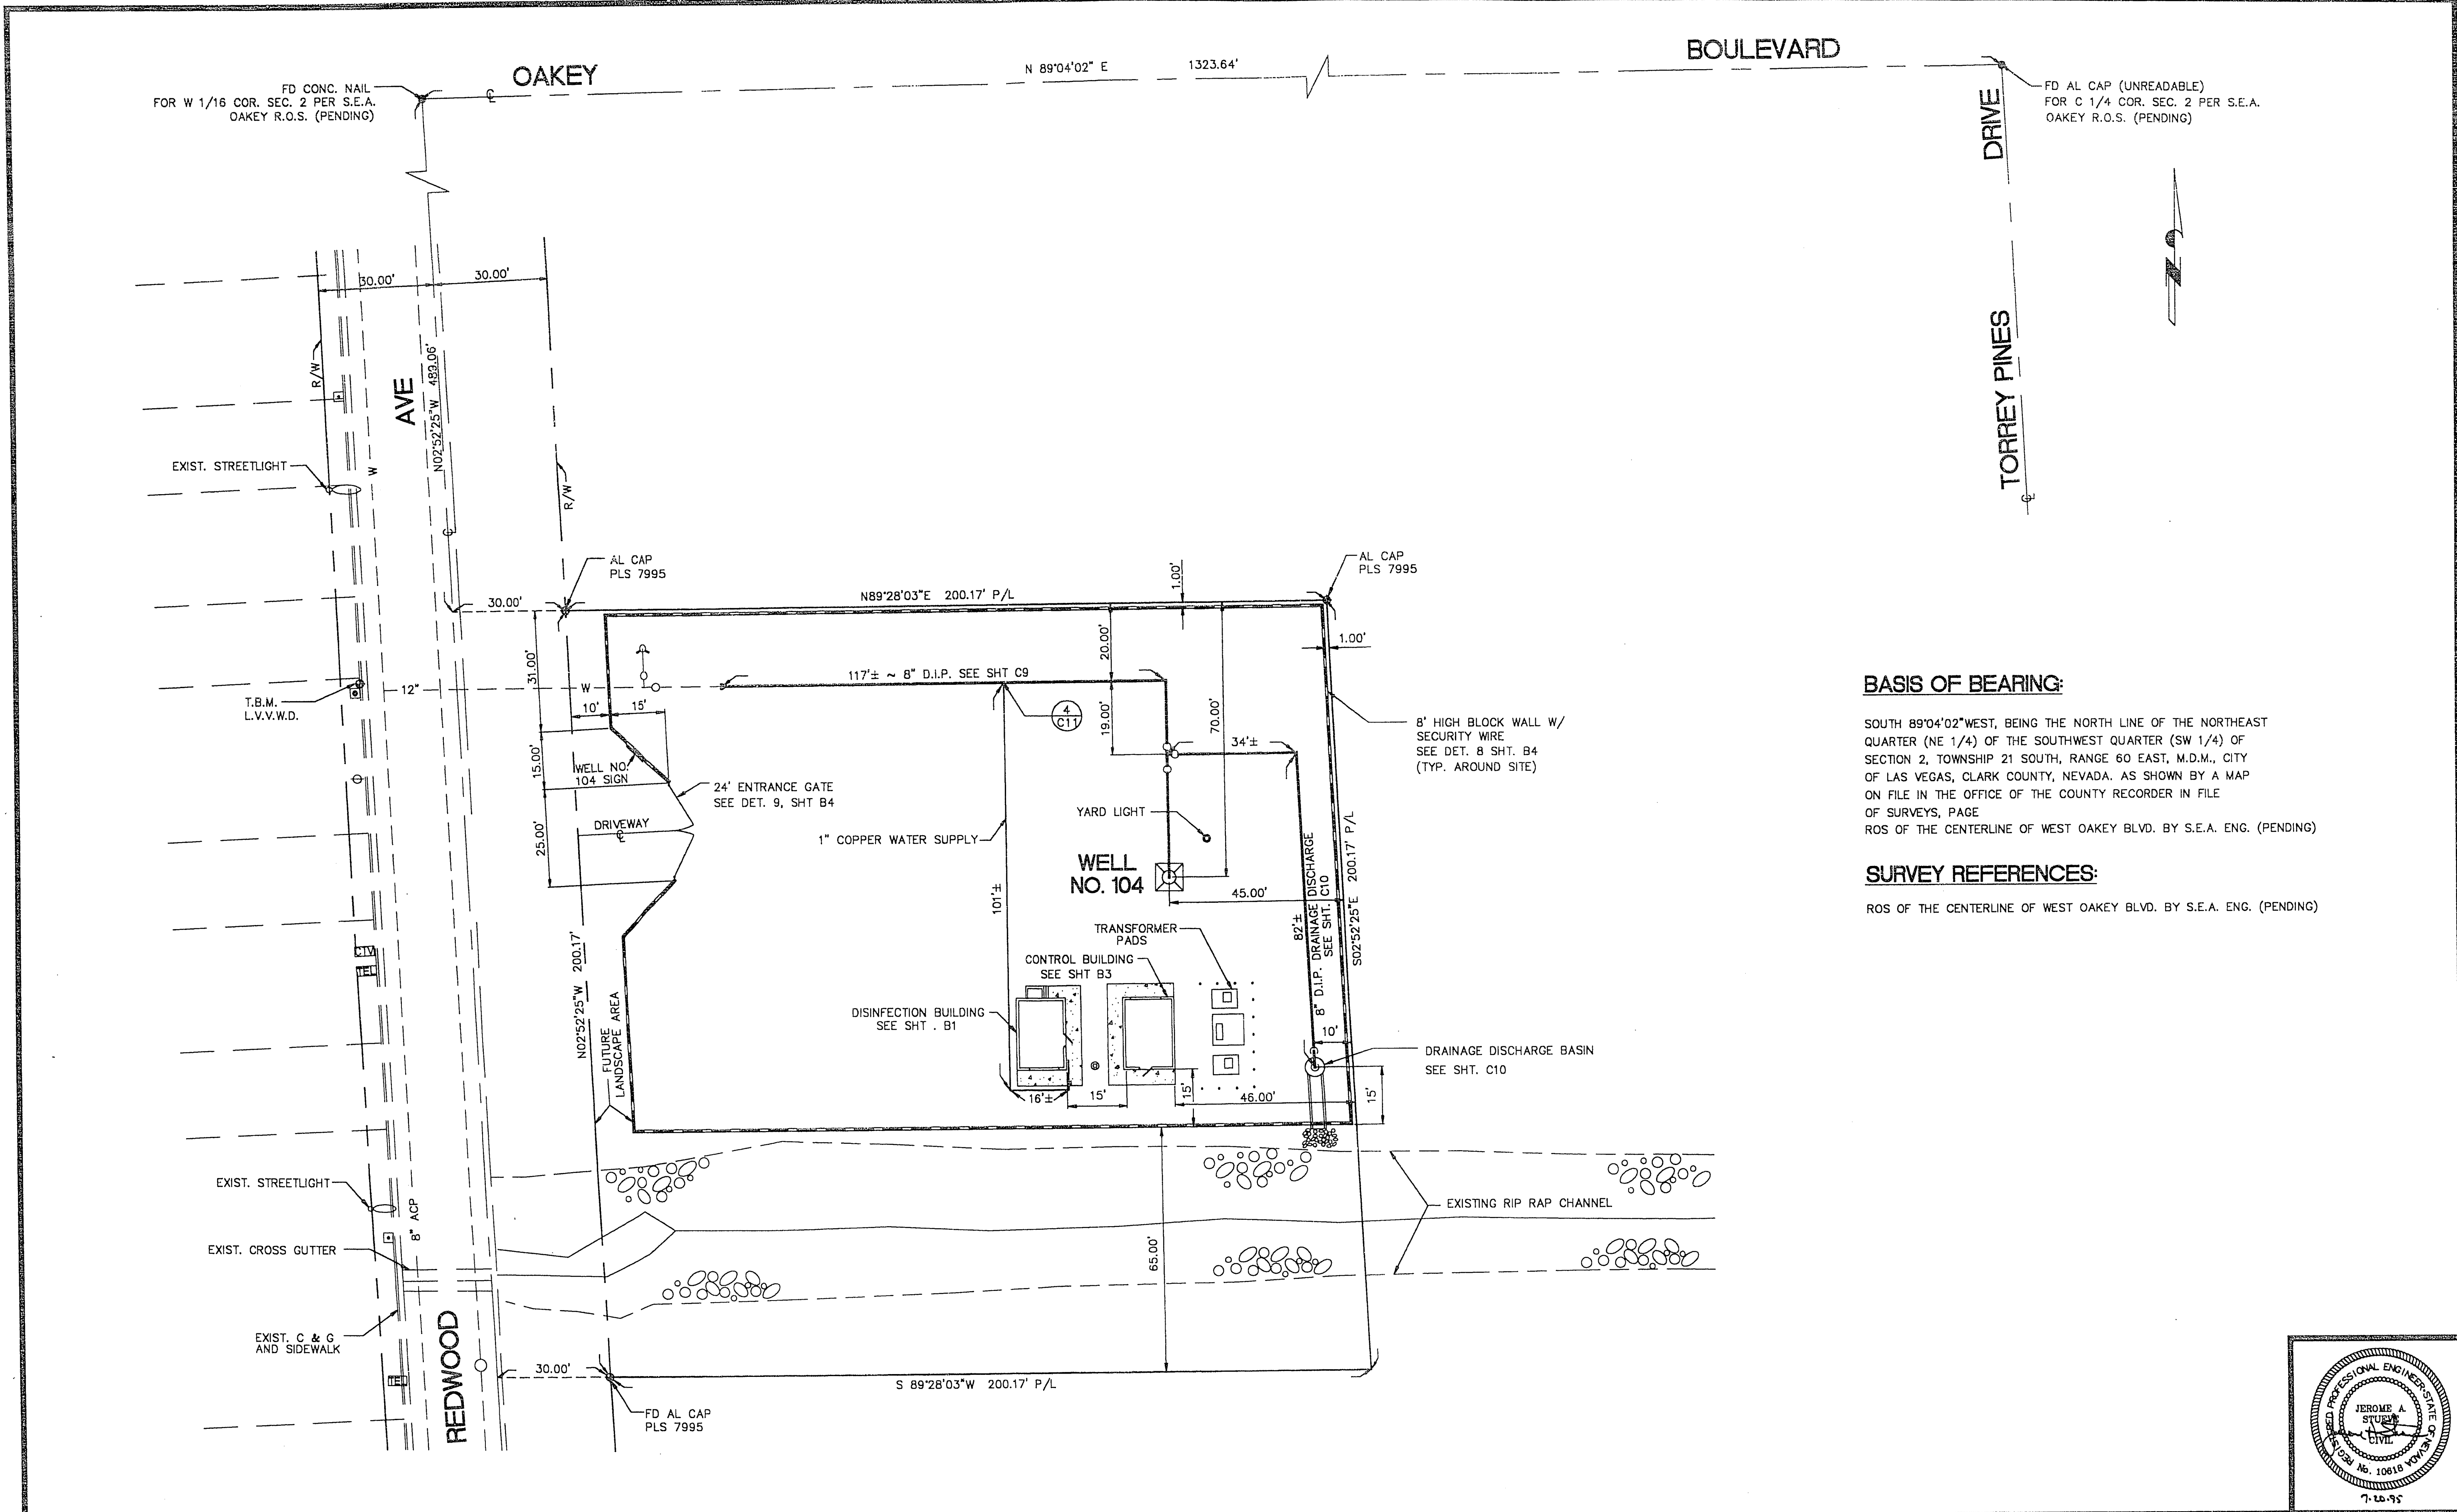 OAKEY
BOULEVARD
N 89°04'02" E
1323.64'
℄
FD CONC. NAIL
FOR W 1/16 COR. SEC. 2 PER S.E.A.
OAKEY R.O.S. (PENDING)
FD AL CAP (UNREADABLE)
FOR C 1/4 COR. SEC. 2 PER S.E.A.
OAKEY R.O.S. (PENDING)
TORREY PINES DRIVE
℄
N
30.00'
30.00'
R/W
AVE
N02°52'25"W 489.06'
W
R/W
℄
EXIST. STREETLIGHT
AL CAP
PLS 7995
AL CAP
PLS 7995
30.00'
N89°28'03"E 200.17' P/L
1.00'
1.00'
31.00'
20.00'
117'± ~ 8" D.I.P. SEE SHT C9
T.B.M.
L.V.V.W.D.
12"
W
10'
15'
4
C11
19.00'
70.00'
34'±
8' HIGH BLOCK WALL W/
SECURITY WIRE
SEE DET. 8 SHT. B4
(TYP. AROUND SITE)
15.00'
WELL NO.
104 SIGN
24' ENTRANCE GATE
SEE DET. 9, SHT B4
25.00'
DRIVEWAY
℄
YARD LIGHT
1" COPPER WATER SUPPLY
WELL
NO. 104
101'±
45.00'
82'±
8" D.I.P. DRAINAGE DISCHARGE
SEE SHT. C10
S02°52'25"E 200.17' P/L
CTV
TEL
N02°52'25"W 200.17'
FUTURE
LANDSCAPE AREA
TRANSFORMER
PADS
CONTROL BUILDING
SEE SHT B3
DISINFECTION BUILDING
SEE SHT . B1
10'
DRAINAGE DISCHARGE BASIN
SEE SHT. C10
16'±
15'
15'
46.00'
15'
EXIST. STREETLIGHT
8" ACP
EXISTING RIP RAP CHANNEL
EXIST. CROSS GUTTER
65.00'
EXIST. C & G
AND SIDEWALK
REDWOOD
TEL
30.00'
S 89°28'03"W 200.17' P/L
FD AL CAP
PLS 7995
BASIS OF BEARING:
SOUTH 89°04'02"WEST, BEING THE NORTH LINE OF THE NORTHEAST
QUARTER (NE 1/4) OF THE SOUTHWEST QUARTER (SW 1/4) OF
SECTION 2, TOWNSHIP 21 SOUTH, RANGE 60 EAST, M.D.M., CITY
OF LAS VEGAS, CLARK COUNTY, NEVADA. AS SHOWN BY A MAP
ON FILE IN THE OFFICE OF THE COUNTY RECORDER IN FILE
OF SURVEYS, PAGE
ROS OF THE CENTERLINE OF WEST OAKEY BLVD. BY S.E.A. ENG. (PENDING)
SURVEY REFERENCES:
ROS OF THE CENTERLINE OF WEST OAKEY BLVD. BY S.E.A. ENG. (PENDING)
REGISTERED PROFESSIONAL ENGINEER·STATE OF NEVADA
JEROME A.
STUEVE
CIVIL
No. 10618
7·20·95